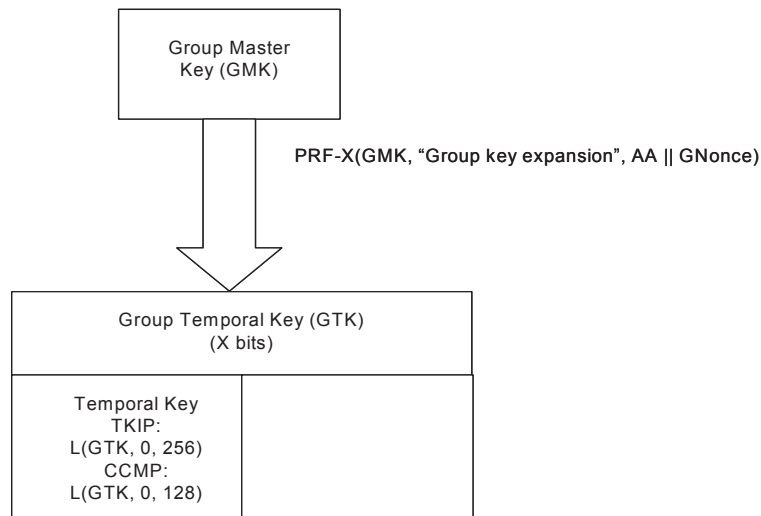 Group Master
Key (GMK)
PRF-X(GMK, “Group key expansion”, AA || GNonce)
Group Temporal Key (GTK)
(X bits)
Temporal Key
TKIP:
L(GTK, 0, 256)
CCMP:
L(GTK, 0, 128)